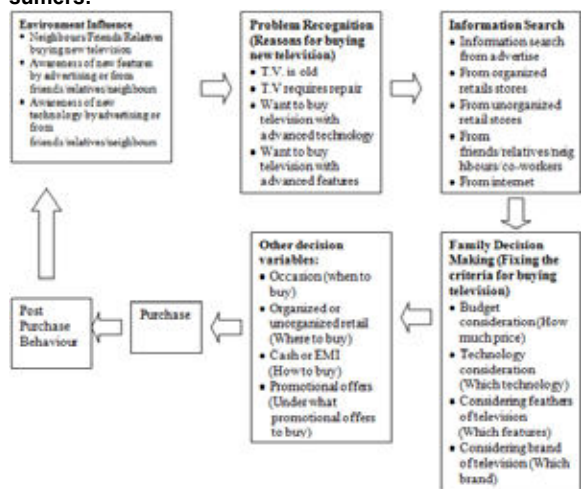 sumers.
Environment Influence
• Neighbours/Friends/Relatives
buying new television
• Awareness of new features
by advertising or from
friends/relatives/neighbours
• Awareness of new
technology by advertising or
from
friends/relatives/neighbours
Problem Recognition
(Reasons for buying
new television)
• T.V. is old
• T.V requires repair
• Want to buy
television with
advanced technology
• Want to buy
television with
advanced features
Information Search
• Information search
from advertise
• From organized
retails stores
• From unorganized
retail stores
• From
friends/relatives/neig
hbours/co-workers
• From internet
Family Decision
Making (Fixing the
criteria for buying
television)
• Budget
consideration (How
much price)
• Technology
consideration
(Which technology)
• Considering feathers
of television
(Which features)
• Considering brand
of television (Which
brand)
Other decision
variables:
• Occasion (when to
buy)
• Organized or
unorganized retail
(Where to buy)
• Cash or EMI
(How to buy)
• Promotional offers
(Under what
promotional offers
to buy)
Purchase
Post
Purchase
Behaviour